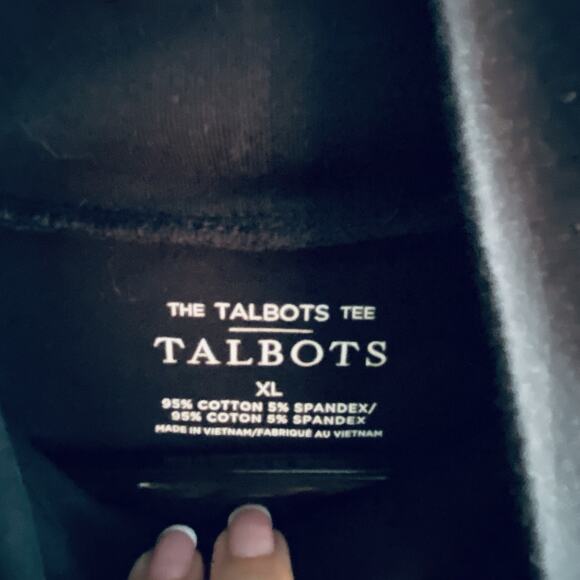 THE TALBOTS TEE
TALBOTS
XL
95% COTTON 5% SPANDEX/
95% COTON 5% SPANDEX
MADE IN VIETNAM/FABRIQUÉ AU VIETNAM